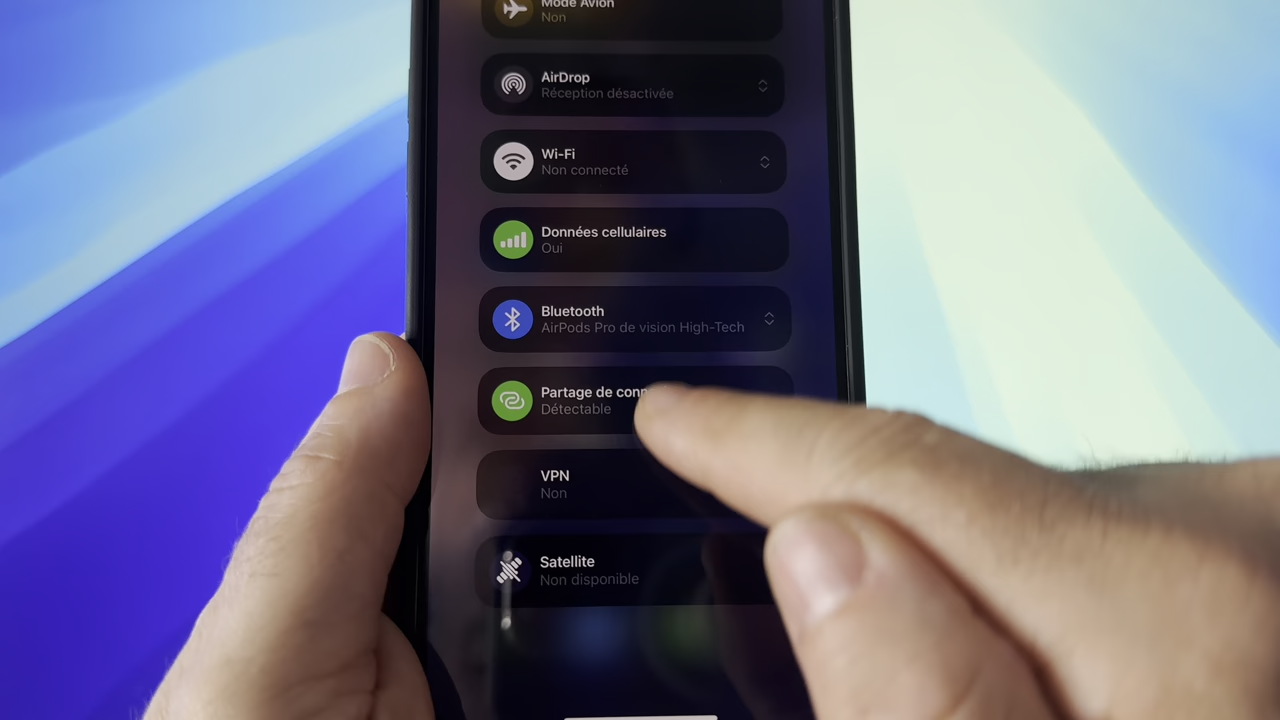 Mode Avion
Non
AirDrop
Réception désactivée
Wi-Fi
Non connecté
Données cellulaires
Oui
Bluetooth
AirPods Pro de vision High-Tech
Partage de conn
Détectable
VPN
Non
Satellite
Non disponible